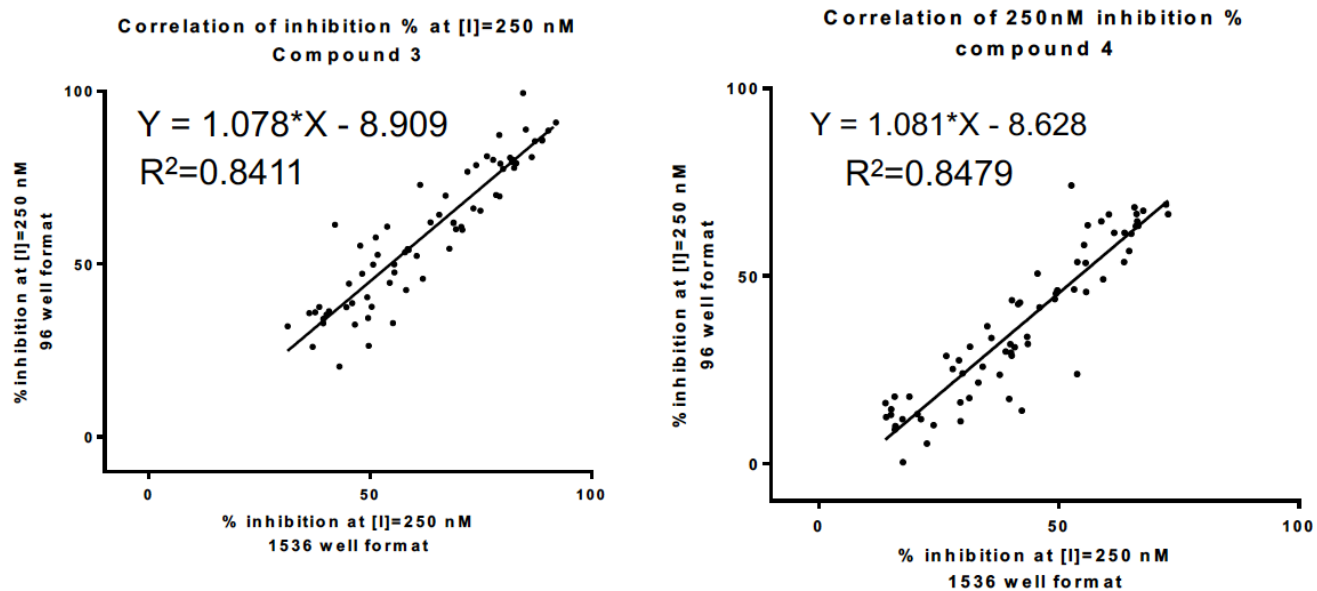 Correlation of inhibition % at [I]=250 nM
Compound 3
Y = 1.078*X - 8.909
R²=0.8411
100
50
0
%inhibition at [I]=250 nM
96 well format
0
50
100
% inhibition at [I]=250 nM
1536 well format
Correlation of 250nM inhibition %
compound 4
Y = 1.081*X - 8.628
R²=0.8479
100
50
0
%inhibition at [I]=250 nM
96 well format
0
50
100
% inhibition at [I]=250 nM
1536 well format